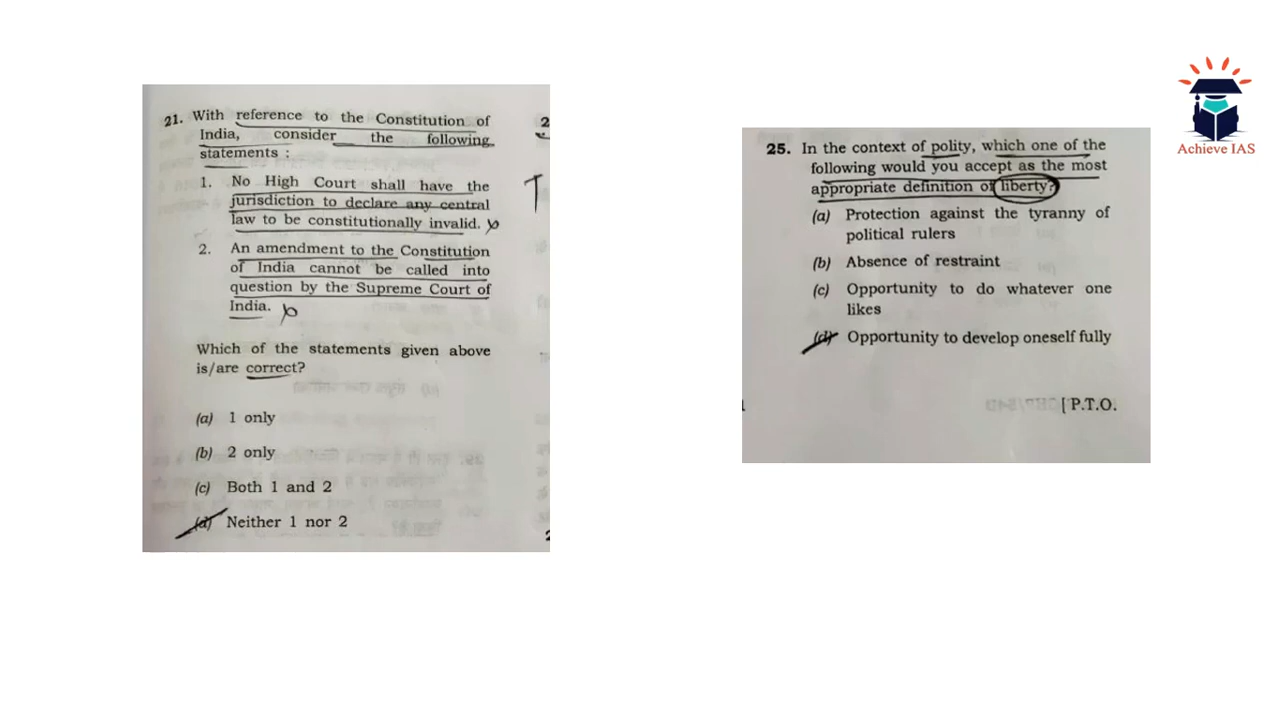 21. With reference to the Constitution of
India, consider the following
statements :
1. No High Court shall have the
jurisdiction to declare any central
law to be constitutionally invalid.
2. An amendment to the Constitution
of India cannot be called into
question by the Supreme Court of
India.
Which of the statements given above
is/are correct?
(a) 1 only
(b) 2 only
(c) Both 1 and 2
(d) Neither 1 nor 2
25. In the context of polity, which one of the
following would you accept as the most
appropriate definition of liberty?
(a) Protection against the tyranny of
political rulers
(b) Absence of restraint
(c) Opportunity to do whatever one
likes
(d) Opportunity to develop oneself fully
[ P.T.O.
Achieve IAS